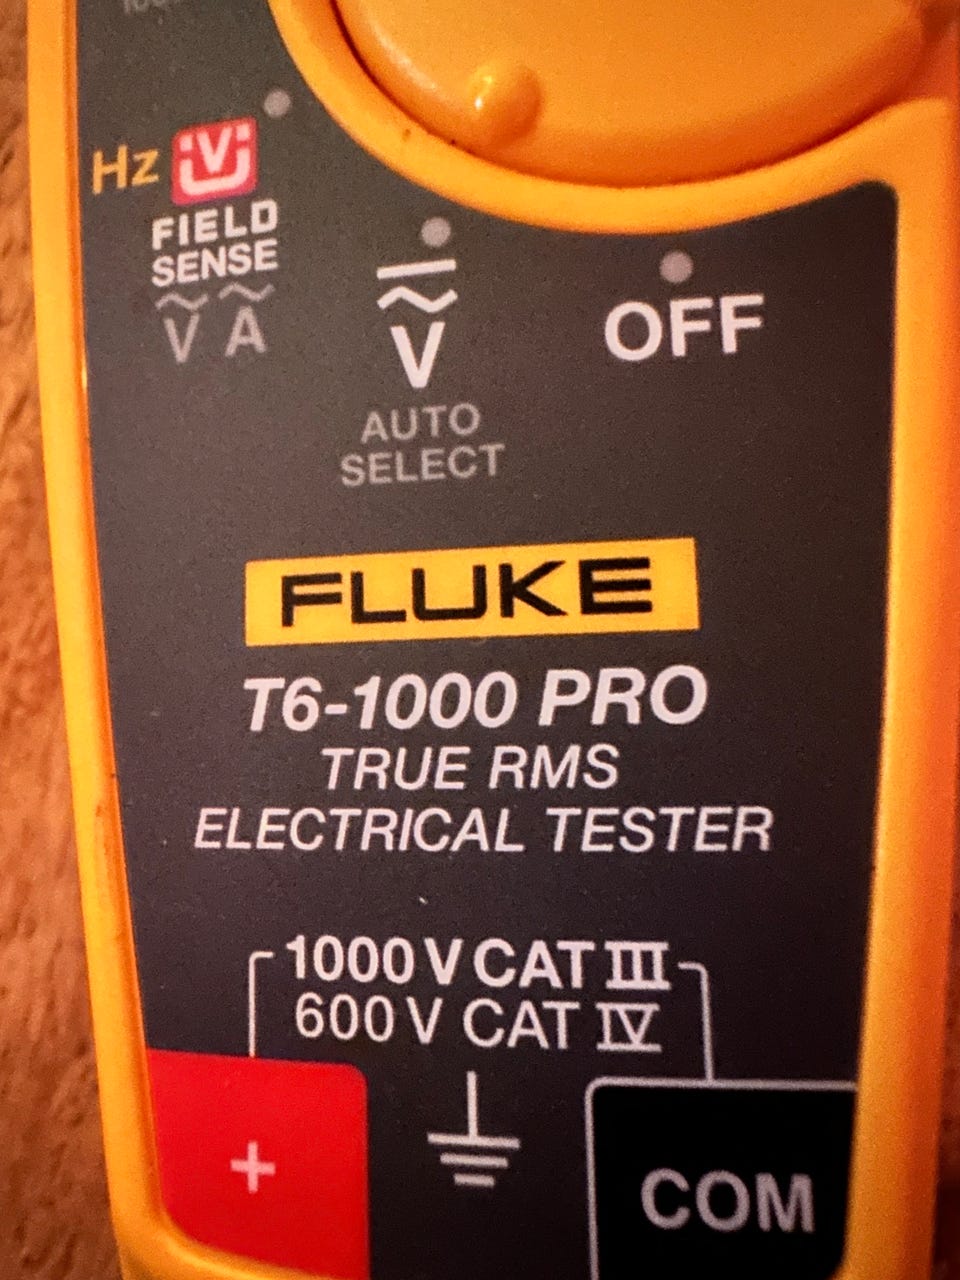 Hz
V
FIELD
SENSE
V A
V
AUTO
SELECT
OFF
FLUKE
T6-1000 PRO
TRUE RMS
ELECTRICAL TESTER
1000 V CAT III
600 V CAT IV
+
COM